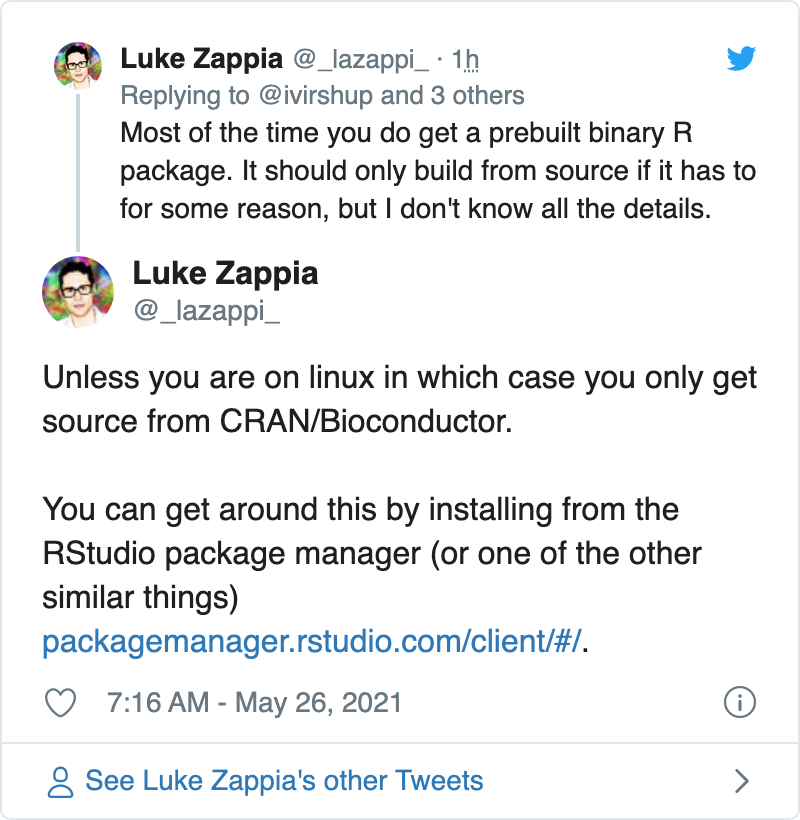 Luke Zappia @_lazappi_ · 1h
Replying to @ivirshup and 3 others
Most of the time you do get a prebuilt binary R
package. It should only build from source if it has to
for some reason, but I don't know all the details.
Luke Zappia
@_lazappi_
Unless you are on linux in which case you only get
source from CRAN/Bioconductor.
You can get around this by installing from the
RStudio package manager (or one of the other
similar things)
packagemanager.rstudio.com/client/#/.
7:16 AM - May 26, 2021
See Luke Zappia's other Tweets